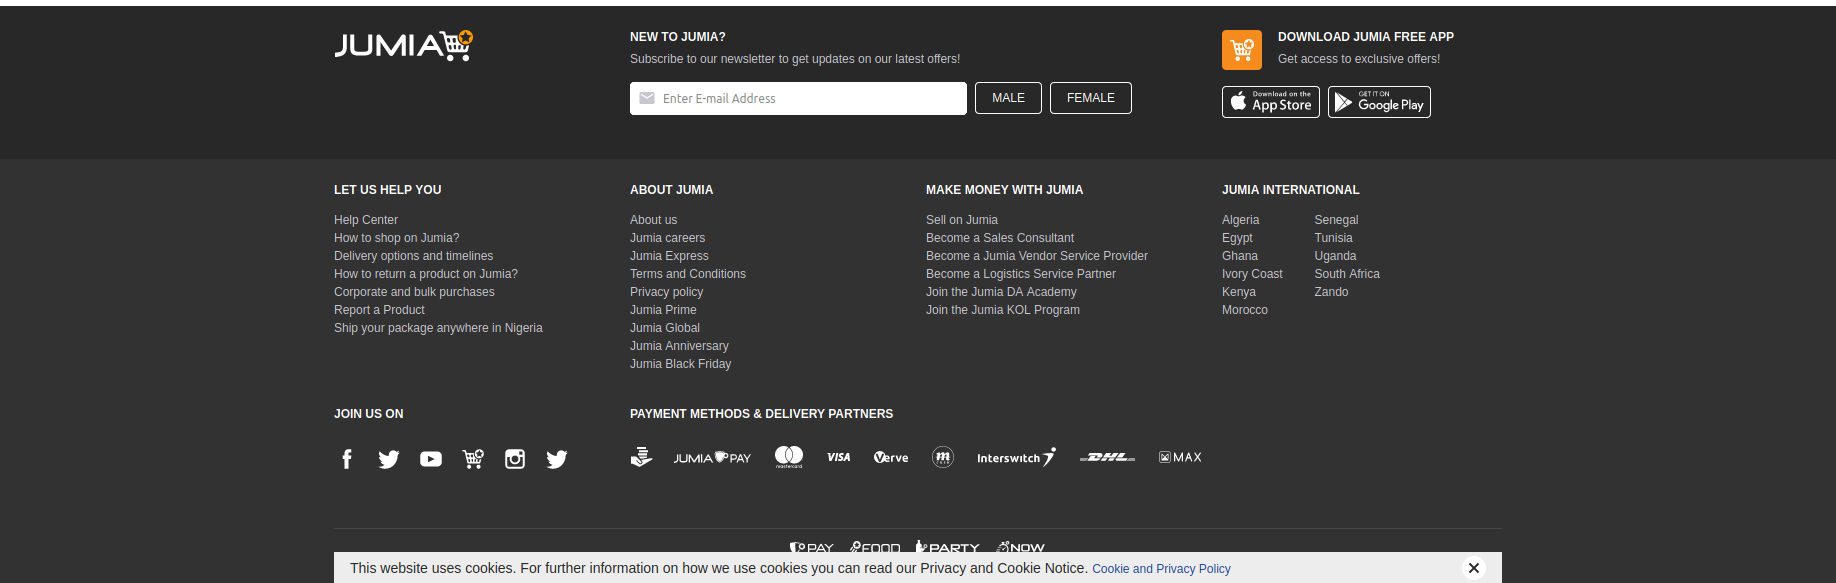 JUMIA
NEW TO JUMIA?
Subscribe to our newsletter to get updates on our latest offers!
Enter E-mail Address
MALE
FEMALE
DOWNLOAD JUMIA FREE APP
Get access to exclusive offers!
Download on the
App Store
GET IT ON
Google Play
LET US HELP YOU
Help Center
How to shop on Jumia?
Delivery options and timelines
How to return a product on Jumia?
Corporate and bulk purchases
Report a Product
Ship your package anywhere in Nigeria
ABOUT JUMIA
About us
Jumia careers
Jumia Express
Terms and Conditions
Privacy policy
Jumia Prime
Jumia Global
Jumia Anniversary
Jumia Black Friday
MAKE MONEY WITH JUMIA
Sell on Jumia
Become a Sales Consultant
Become a Jumia Vendor Service Provider
Become a Logistics Service Partner
Join the Jumia DA Academy
Join the Jumia KOL Program
JUMIA INTERNATIONAL
Algeria
Egypt
Ghana
Ivory Coast
Kenya
Morocco
Senegal
Tunisia
Uganda
South Africa
Zando
JOIN US ON
PAYMENT METHODS & DELIVERY PARTNERS
JUMIA PAY
mastercard
VISA
Verve
m
Interswitch
DHL
MAX
PAY
FOOD
PARTY
NOW
This website uses cookies. For further information on how we use cookies you can read our Privacy and Cookie Notice. Cookie and Privacy Policy